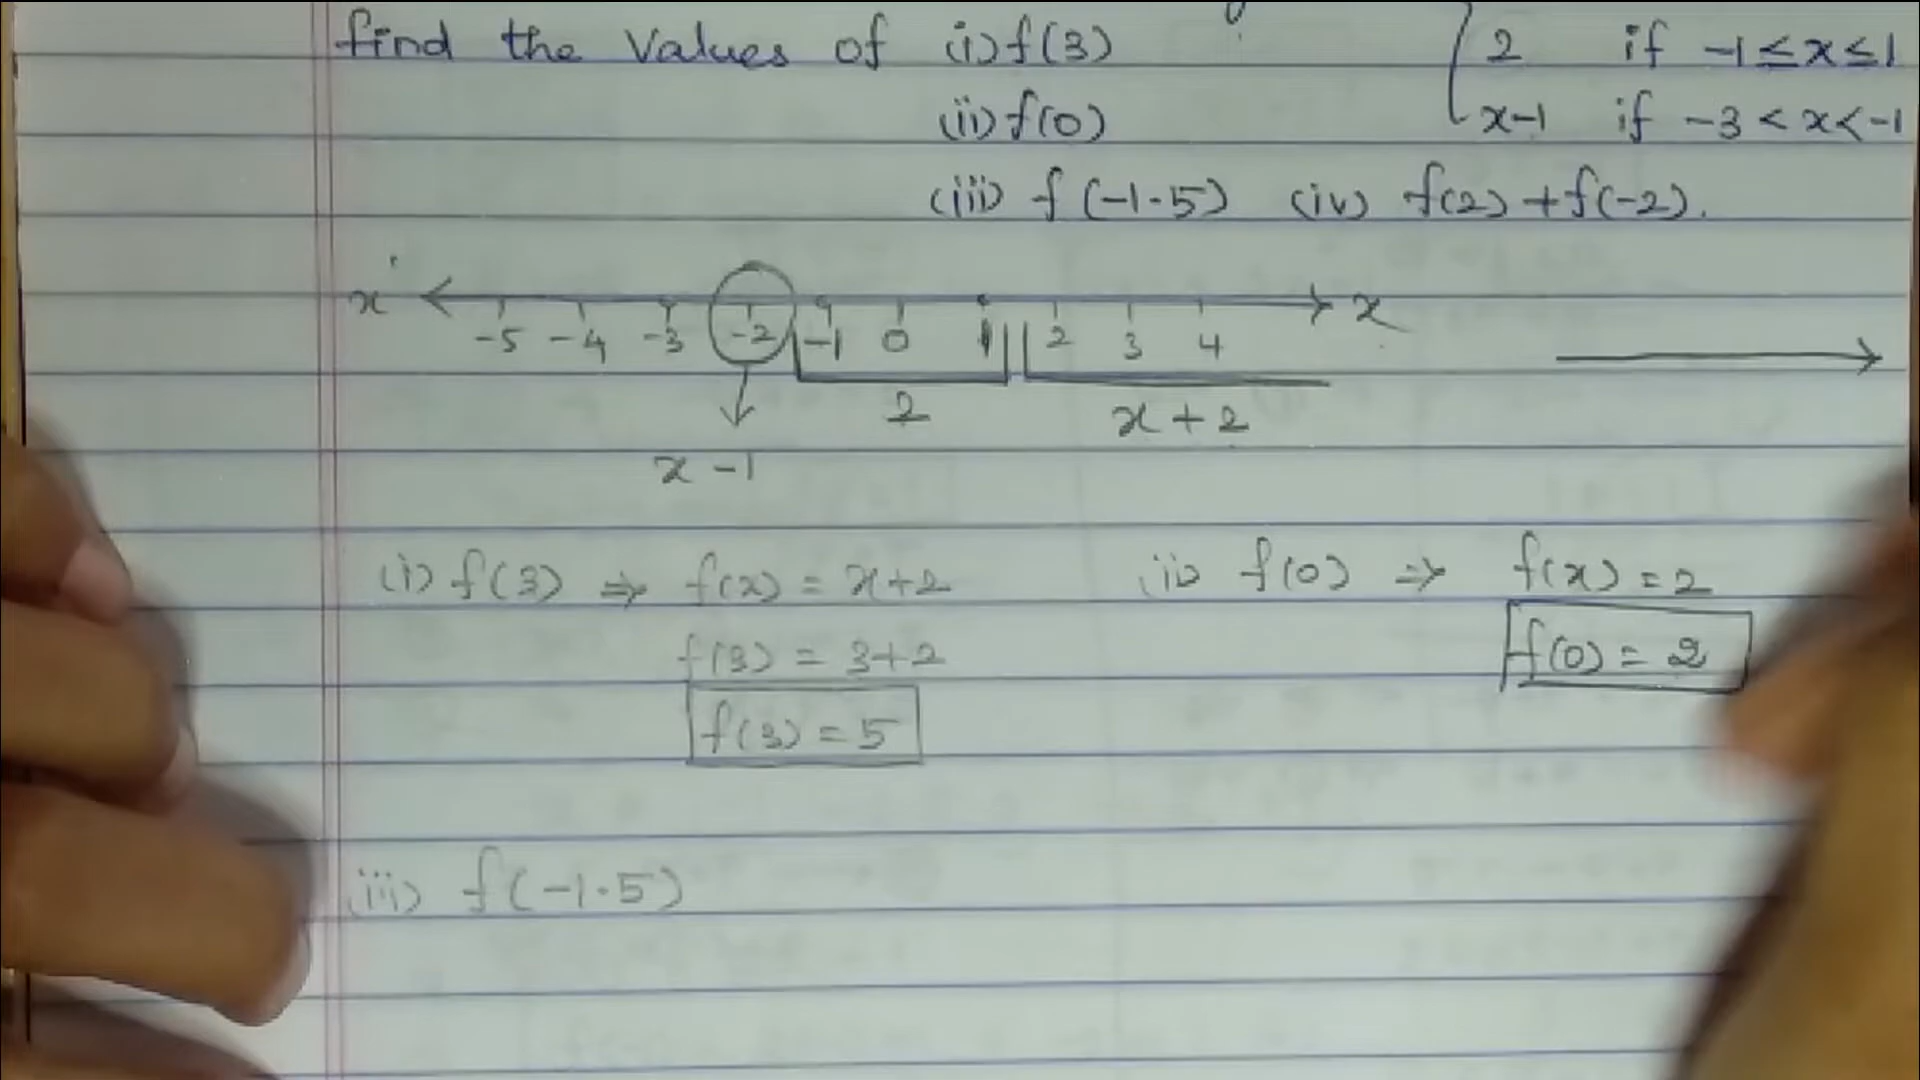 find the values of (i) f(3)
2 if -1≤x≤1
(ii) f(0)
x-1 if -3<x<-1
(iii) f(-1.5) (iv) f(2)+f(-2).
x' x
-5 -4 -3 -2 -1 0 1 2 3 4
2 x+2
x-1
(i) f(3) ⇒ f(x) = x+2
(ii) f(0) ⇒ f(x) = 2
f(3) = 3+2
f(0) = 2
f(3) = 5
(iii) f(-1.5)